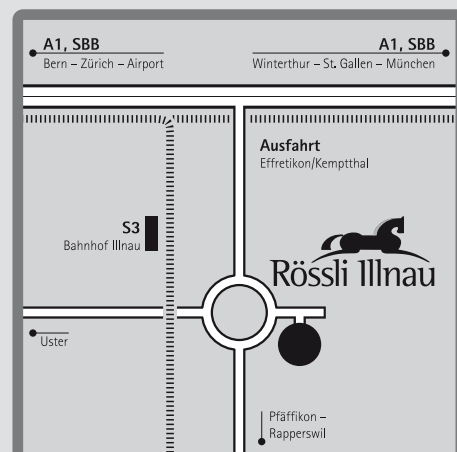 A1, SBB
Bern – Zürich – Airport
A1, SBB
Winterthur – St. Gallen – München
Ausfahrt
Effretikon/Kemptthal
S3
Bahnhof Illnau
Rössli Illnau
Uster
Pfäffikon –
Rapperswil